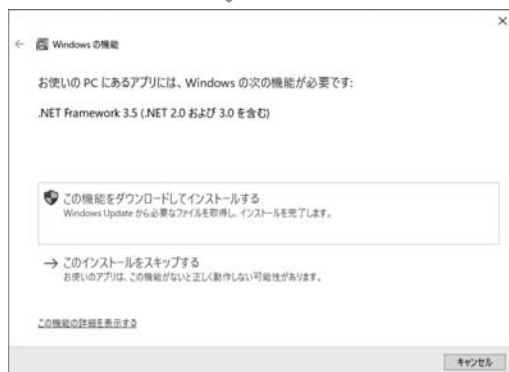 Windows の機能
お使いの PC にあるアプリには、Windows の次の機能が必要です:
.NET Framework 3.5 (.NET 2.0 および 3.0 を含む)
この機能をダウンロードしてインストールする
Windows Update から必要なファイルを取得し、インストールを完了します。
→ このインストールをスキップする
お使いのアプリは、この機能がないと正しく動作しない可能性があります。
この機能の詳細を表示する
キャンセル